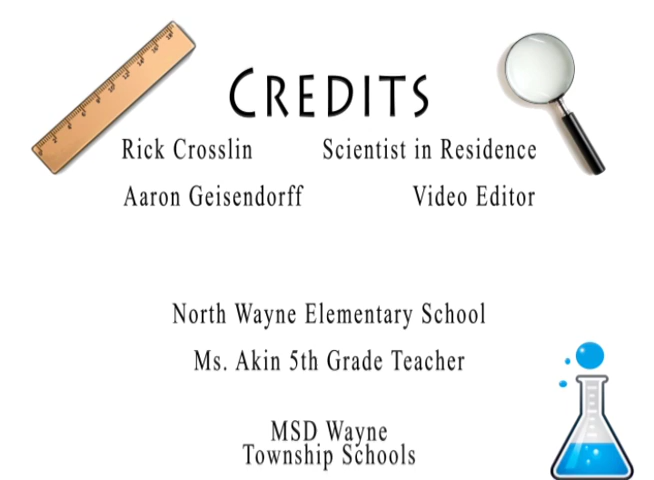 CREDITS
Rick Crosslin Scientist in Residence
Aaron Geisendorff Video Editor
North Wayne Elementary School
Ms. Akin 5th Grade Teacher
MSD Wayne
Township Schools